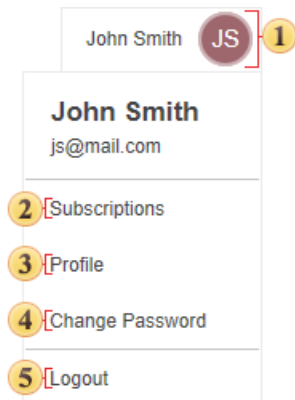 John Smith JS 1
John Smith
js@mail.com
2 Subscriptions
3 Profile
4 Change Password
5 Logout